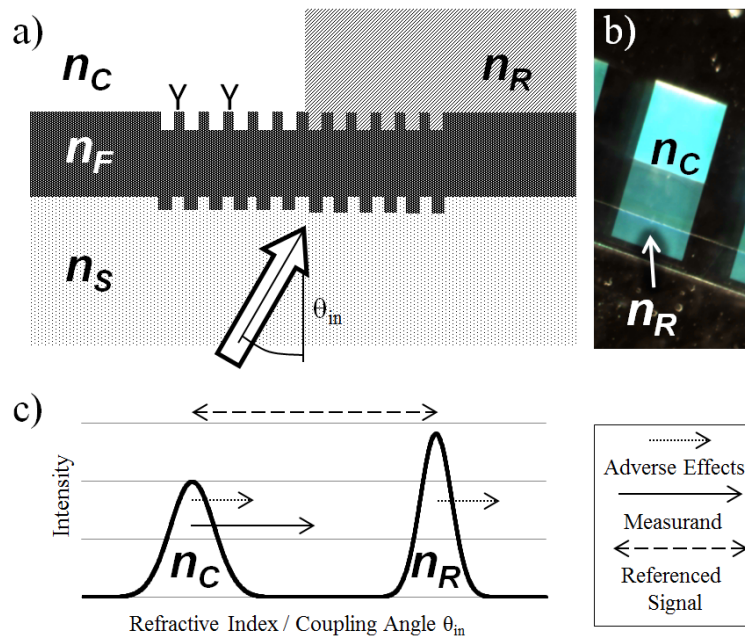 a)
n_C
n_R
Y Y
n_F
n_S
θ_in
b)
n_C
n_R
c)
Intensity
n_C
n_R
Refractive Index / Coupling Angle θ_in
Adverse Effects
Measurand
Referenced
Signal